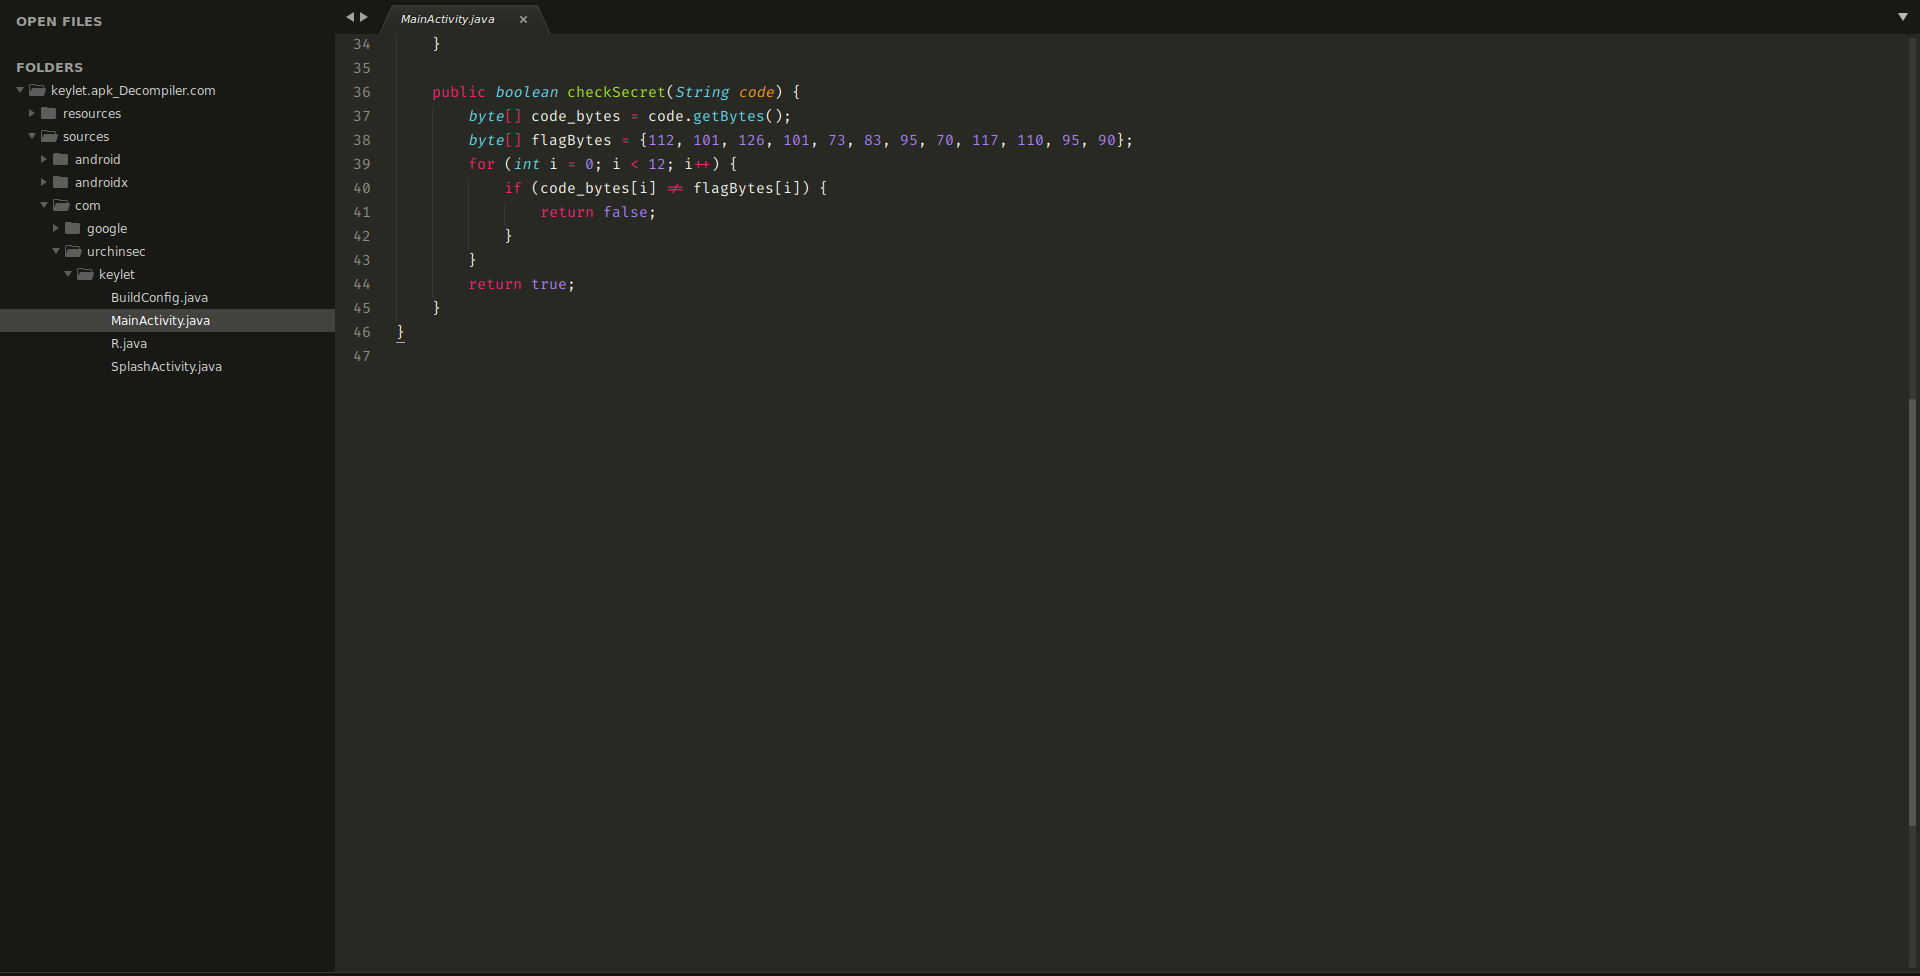 OPEN FILES
FOLDERS
keylet.apk_Decompiler.com
resources
sources
android
androidx
com
google
urchinsec
keylet
BuildConfig.java
MainActivity.java
R.java
SplashActivity.java
MainActivity.java ×
34 }
35
36 public boolean checkSecret(String code) {
37 byte[] code_bytes = code.getBytes();
38 byte[] flagBytes = {112, 101, 126, 101, 73, 83, 95, 70, 117, 110, 95, 90};
39 for (int i = 0; i < 12; i++) {
40 if (code_bytes[i] != flagBytes[i]) {
41 return false;
42 }
43 }
44 return true;
45 }
46 }
47